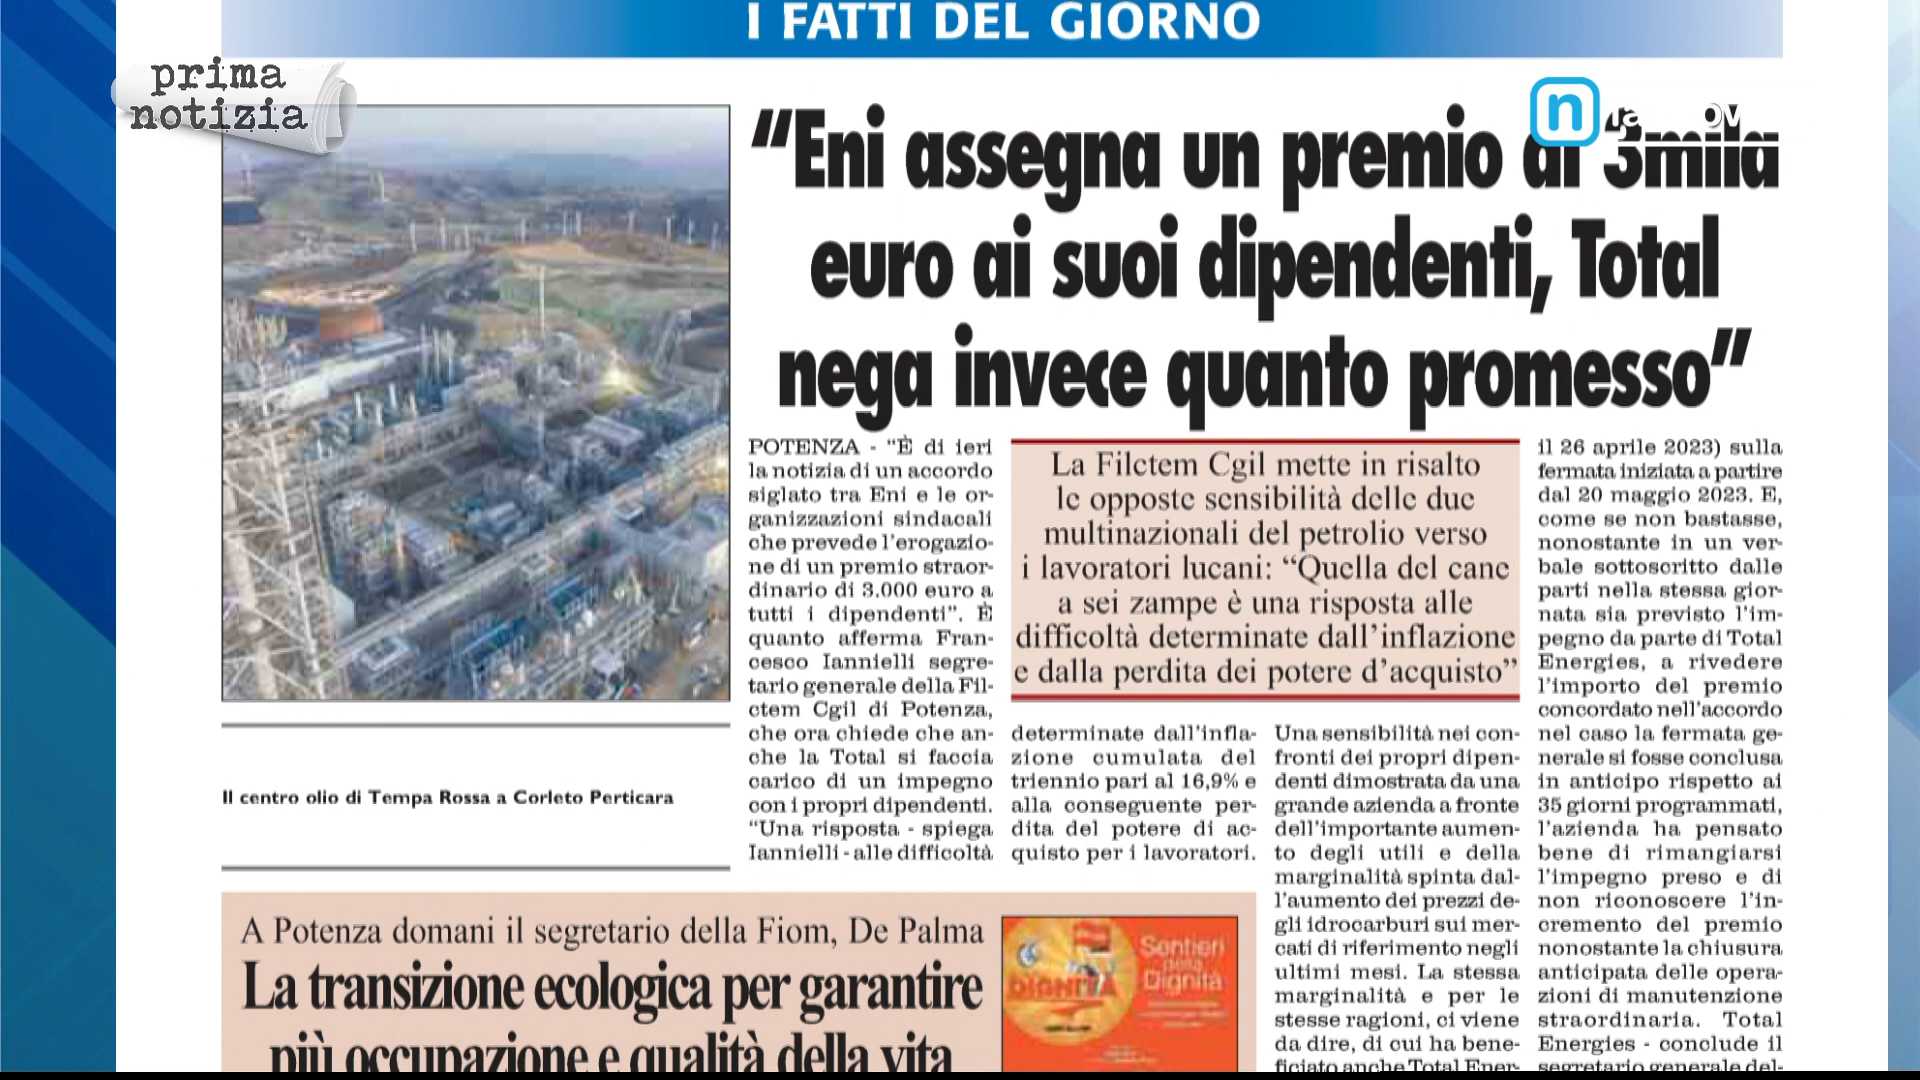 I FATTI DEL GIORNO
prima
notizia
n
“Eni assegna un premio di 3mila
euro ai suoi dipendenti, Total
nega invece quanto promesso”
Il centro olio di Tempa Rossa a Corleto Perticara
POTENZA - “È di ieri
la notizia di un accordo
siglato tra Eni e le or-
ganizzazioni sindacali
che prevede l’erogazio-
ne di un premio straor-
dinario di 3.000 euro a
tutti i dipendenti”. È
quanto afferma Fran-
cesco Iannielli segre-
tario generale della Fil-
ctem Cgil di Potenza,
che ora chiede che an-
che la Total si faccia
carico di un impegno
con i propri dipendenti.
“Una risposta - spiega
Iannielli - alle difficoltà
La Filctem Cgil mette in risalto
le opposte sensibilità delle due
multinazionali del petrolio verso
i lavoratori lucani: “Quella del cane
a sei zampe è una risposta alle
difficoltà determinate dall’inflazione
e dalla perdita dei potere d’acquisto”
determinate dall’infla-
zione cumulata del
triennio pari al 16,9% e
alla conseguente per-
dita del potere di ac-
quisto per i lavoratori.
Una sensibilità nei con-
fronti dei propri dipen-
denti dimostrata da una
grande azienda a fronte
dell’importante aumen-
to degli utili e della
marginalità spinta dal-
l’aumento dei prezzi de-
gli idrocarburi sui mer-
cati di riferimento negli
ultimi mesi. La stessa
marginalità e per le
stesse ragioni, ci viene
da dire, di cui ha bene-
ficiato anche Total Ener-
il 26 aprile 2023) sulla
fermata iniziata a partire
dal 20 maggio 2023. E,
come se non bastasse,
nonostante in un ver-
bale sottoscritto dalle
parti nella stessa gior-
nata sia previsto l’im-
pegno da parte di Total
Energies, a rivedere
l’importo del premio
concordato nell’accordo
nel caso la fermata ge-
nerale si fosse conclusa
in anticipo rispetto ai
35 giorni programmati,
l’azienda ha pensato
bene di rimangiarsi
l’impegno preso e di
non riconoscere l’in-
cremento del premio
nonostante la chiusura
anticipata delle opera-
zioni di manutenzione
straordinaria. Total
Energies - conclude il
segretario generale del-
A Potenza domani il segretario della Fiom, De Palma
La transizione ecologica per garantire
più occupazione e qualità della vita
DIGNITÀ
Sentieri
della
Dignità